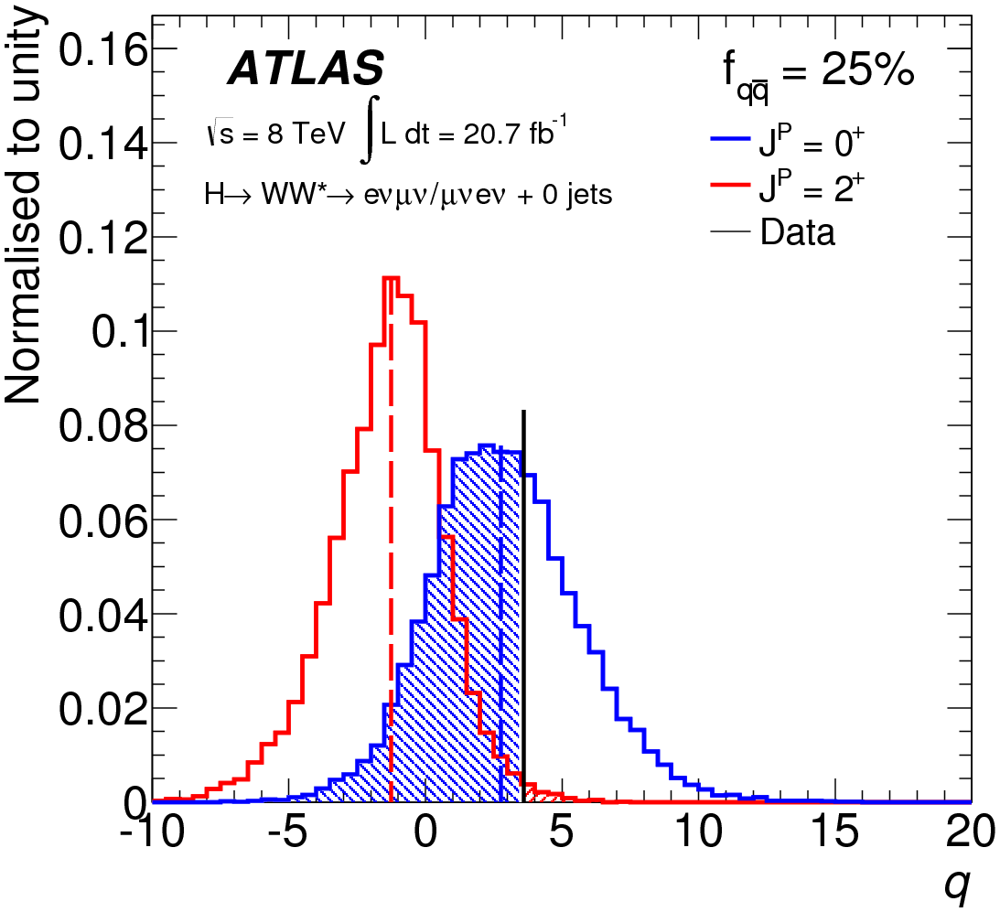 Normalised to unity
0.16
0.14
0.12
0.1
0.08
0.06
0.04
0.02
0
ATLAS
√s = 8 TeV ∫ L dt = 20.7 fb⁻¹
H→ WW*→ eνμν/μνeν + 0 jets
f_qq̅ = 25%
Jᴾ = 0⁺
Jᴾ = 2⁺
Data
-10 -5 0 5 10 15 20
q